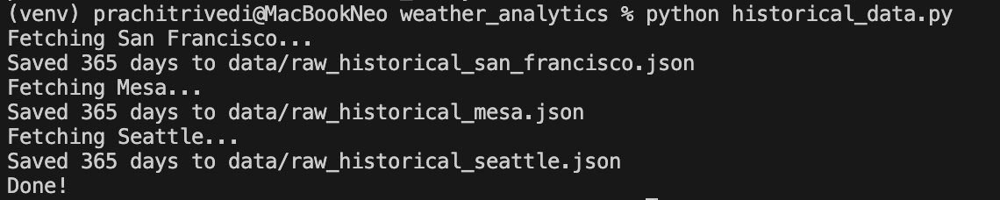 (venv) prachitrivedi@MacBookNeo weather_analytics % python historical_data.py
Fetching San Francisco...
Saved 365 days to data/raw_historical_san_francisco.json
Fetching Mesa...
Saved 365 days to data/raw_historical_mesa.json
Fetching Seattle...
Saved 365 days to data/raw_historical_seattle.json
Done!